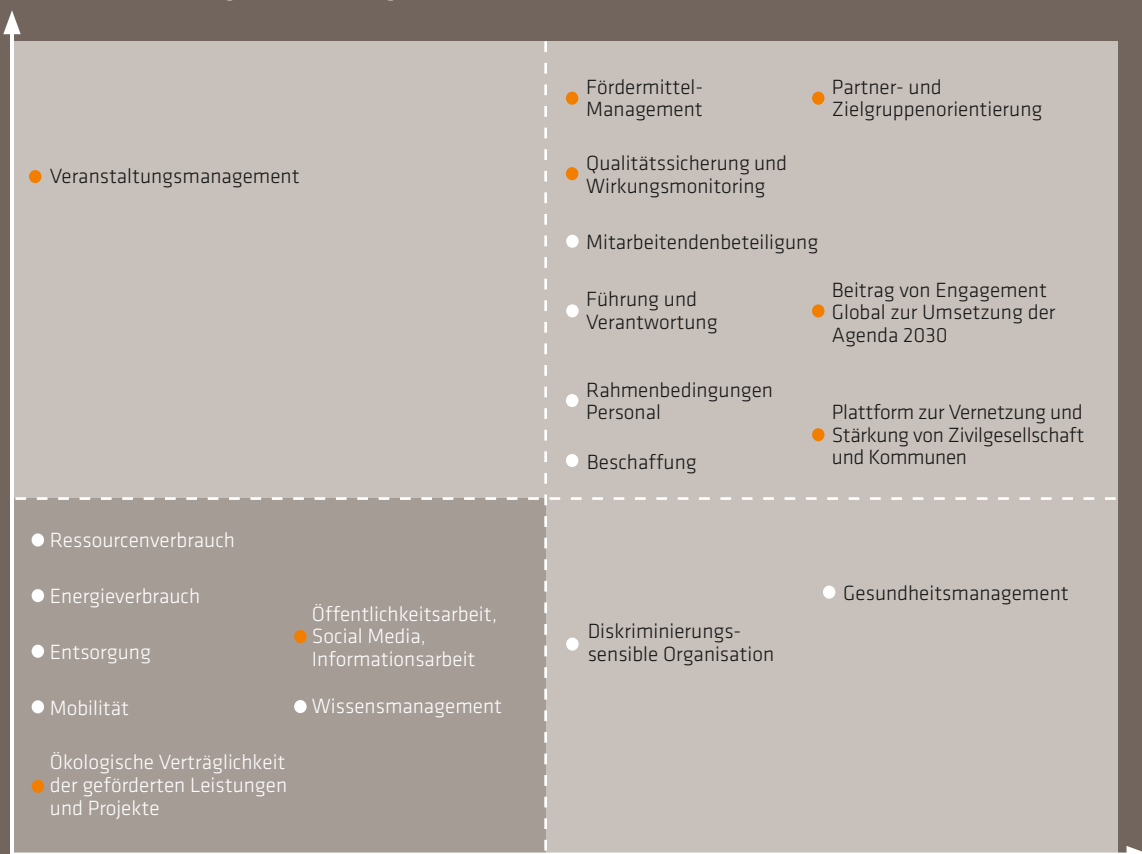 Fördermittel-
Management
Partner- und
Zielgruppenorientierung
Veranstaltungsmanagement
Qualitätssicherung und
Wirkungsmonitoring
Mitarbeitendenbeteiligung
Führung und
Verantwortung
Beitrag von Engagement
Global zur Umsetzung der
Agenda 2030
Rahmenbedingungen
Personal
Plattform zur Vernetzung und
Stärkung von Zivilgesellschaft
und Kommunen
Beschaffung
Ressourcenverbrauch
Energieverbrauch
Entsorgung
Mobilität
Ökologische Verträglichkeit
der geförderten Leistungen
und Projekte
Öffentlichkeitsarbeit,
Social Media,
Informationsarbeit
Wissensmanagement
Diskriminierungs-
sensible Organisation
Gesundheitsmanagement